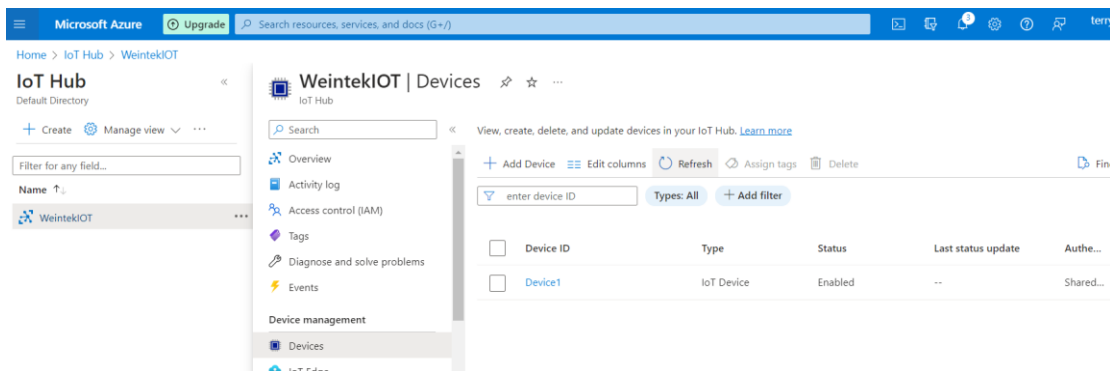 Microsoft Azure
Upgrade
Search resources, services, and docs (G+/)
3
Home > IoT Hub > WeintekIOT
IoT Hub
Default Directory
+ Create
Manage view
···
Filter for any field...
Name ↑↓
WeintekIOT
···
WeintekIOT | Devices
···
IoT Hub
Search
Overview
Activity log
Access control (IAM)
Tags
Diagnose and solve problems
Events
Device management
Devices
IoT Edge
View, create, delete, and update devices in your IoT Hub. Learn more
+ Add Device
Edit columns
Refresh
Assign tags
Delete
Fin
enter device ID
Types: All
+ Add filter
Device ID Type Status Last status update Authe...
Device1 IoT Device Enabled -- Shared...